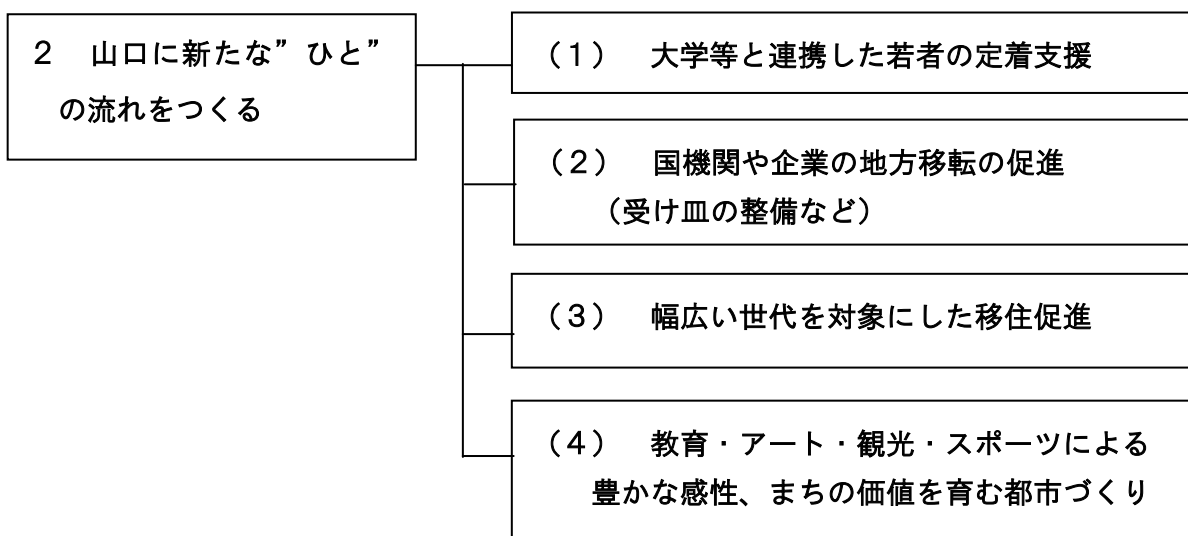 ２　山口に新たな”ひと”
の流れをつくる
（１）　大学等と連携した若者の定着支援
（２）　国機関や企業の地方移転の促進
（受け皿の整備など）
（３）　幅広い世代を対象にした移住促進
（４）　教育・アート・観光・スポーツによる
豊かな感性、まちの価値を育む都市づくり